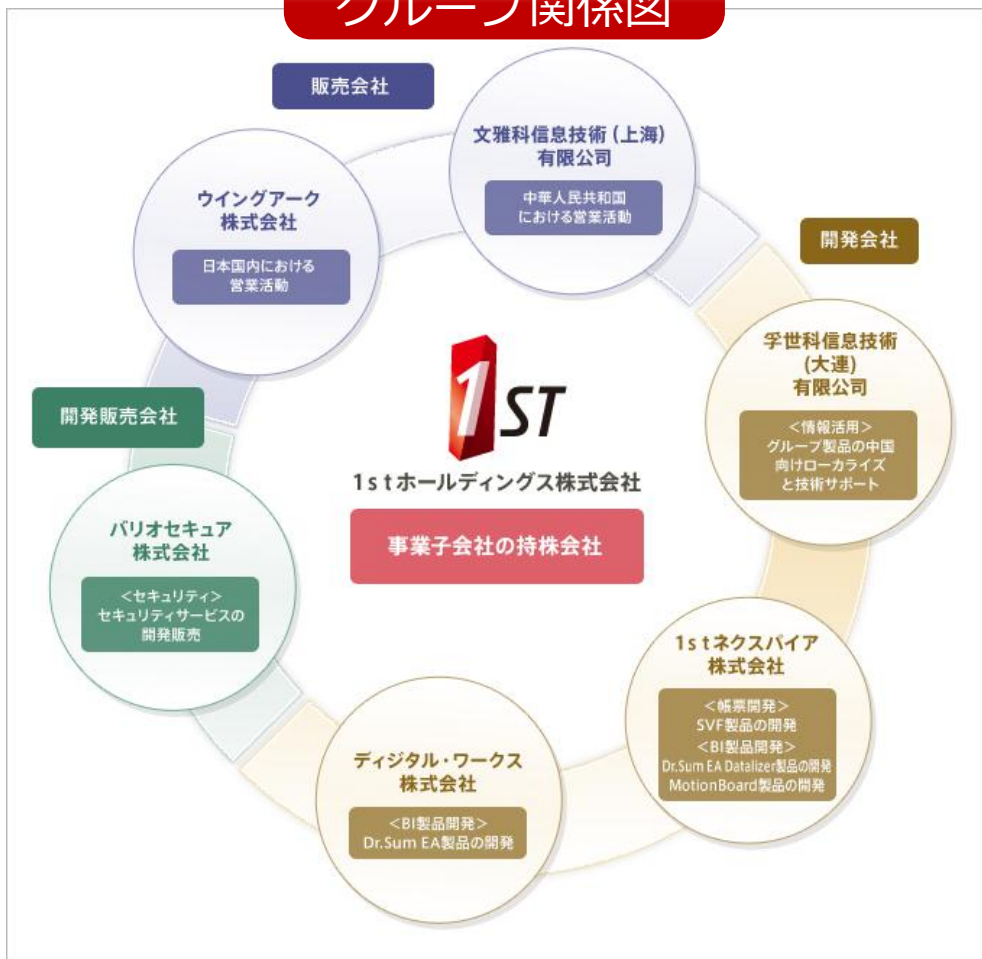 グループ関係図
販売会社
文雅科信息技術(上海)
有限公司
中華人民共和国
における営業活動
ウイングアーク
株式会社
日本国内における
営業活動
開発会社
孚世科信息技術
(大連)
有限公司
<情報活用>
グループ製品の中国
向けローカライズ
と技術サポート
1ST
1stホールディングス株式会社
事業子会社の持株会社
開発販売会社
バリオセキュア
株式会社
<セキュリティ>
セキュリティサービスの
開発販売
1stネクスパイア
株式会社
<帳票開発>
SVF製品の開発
<BI製品開発>
Dr.Sum EA Datalizer製品の開発
MotionBoard製品の開発
ディジタル・ワークス
株式会社
<BI製品開発>
Dr.Sum EA製品の開発